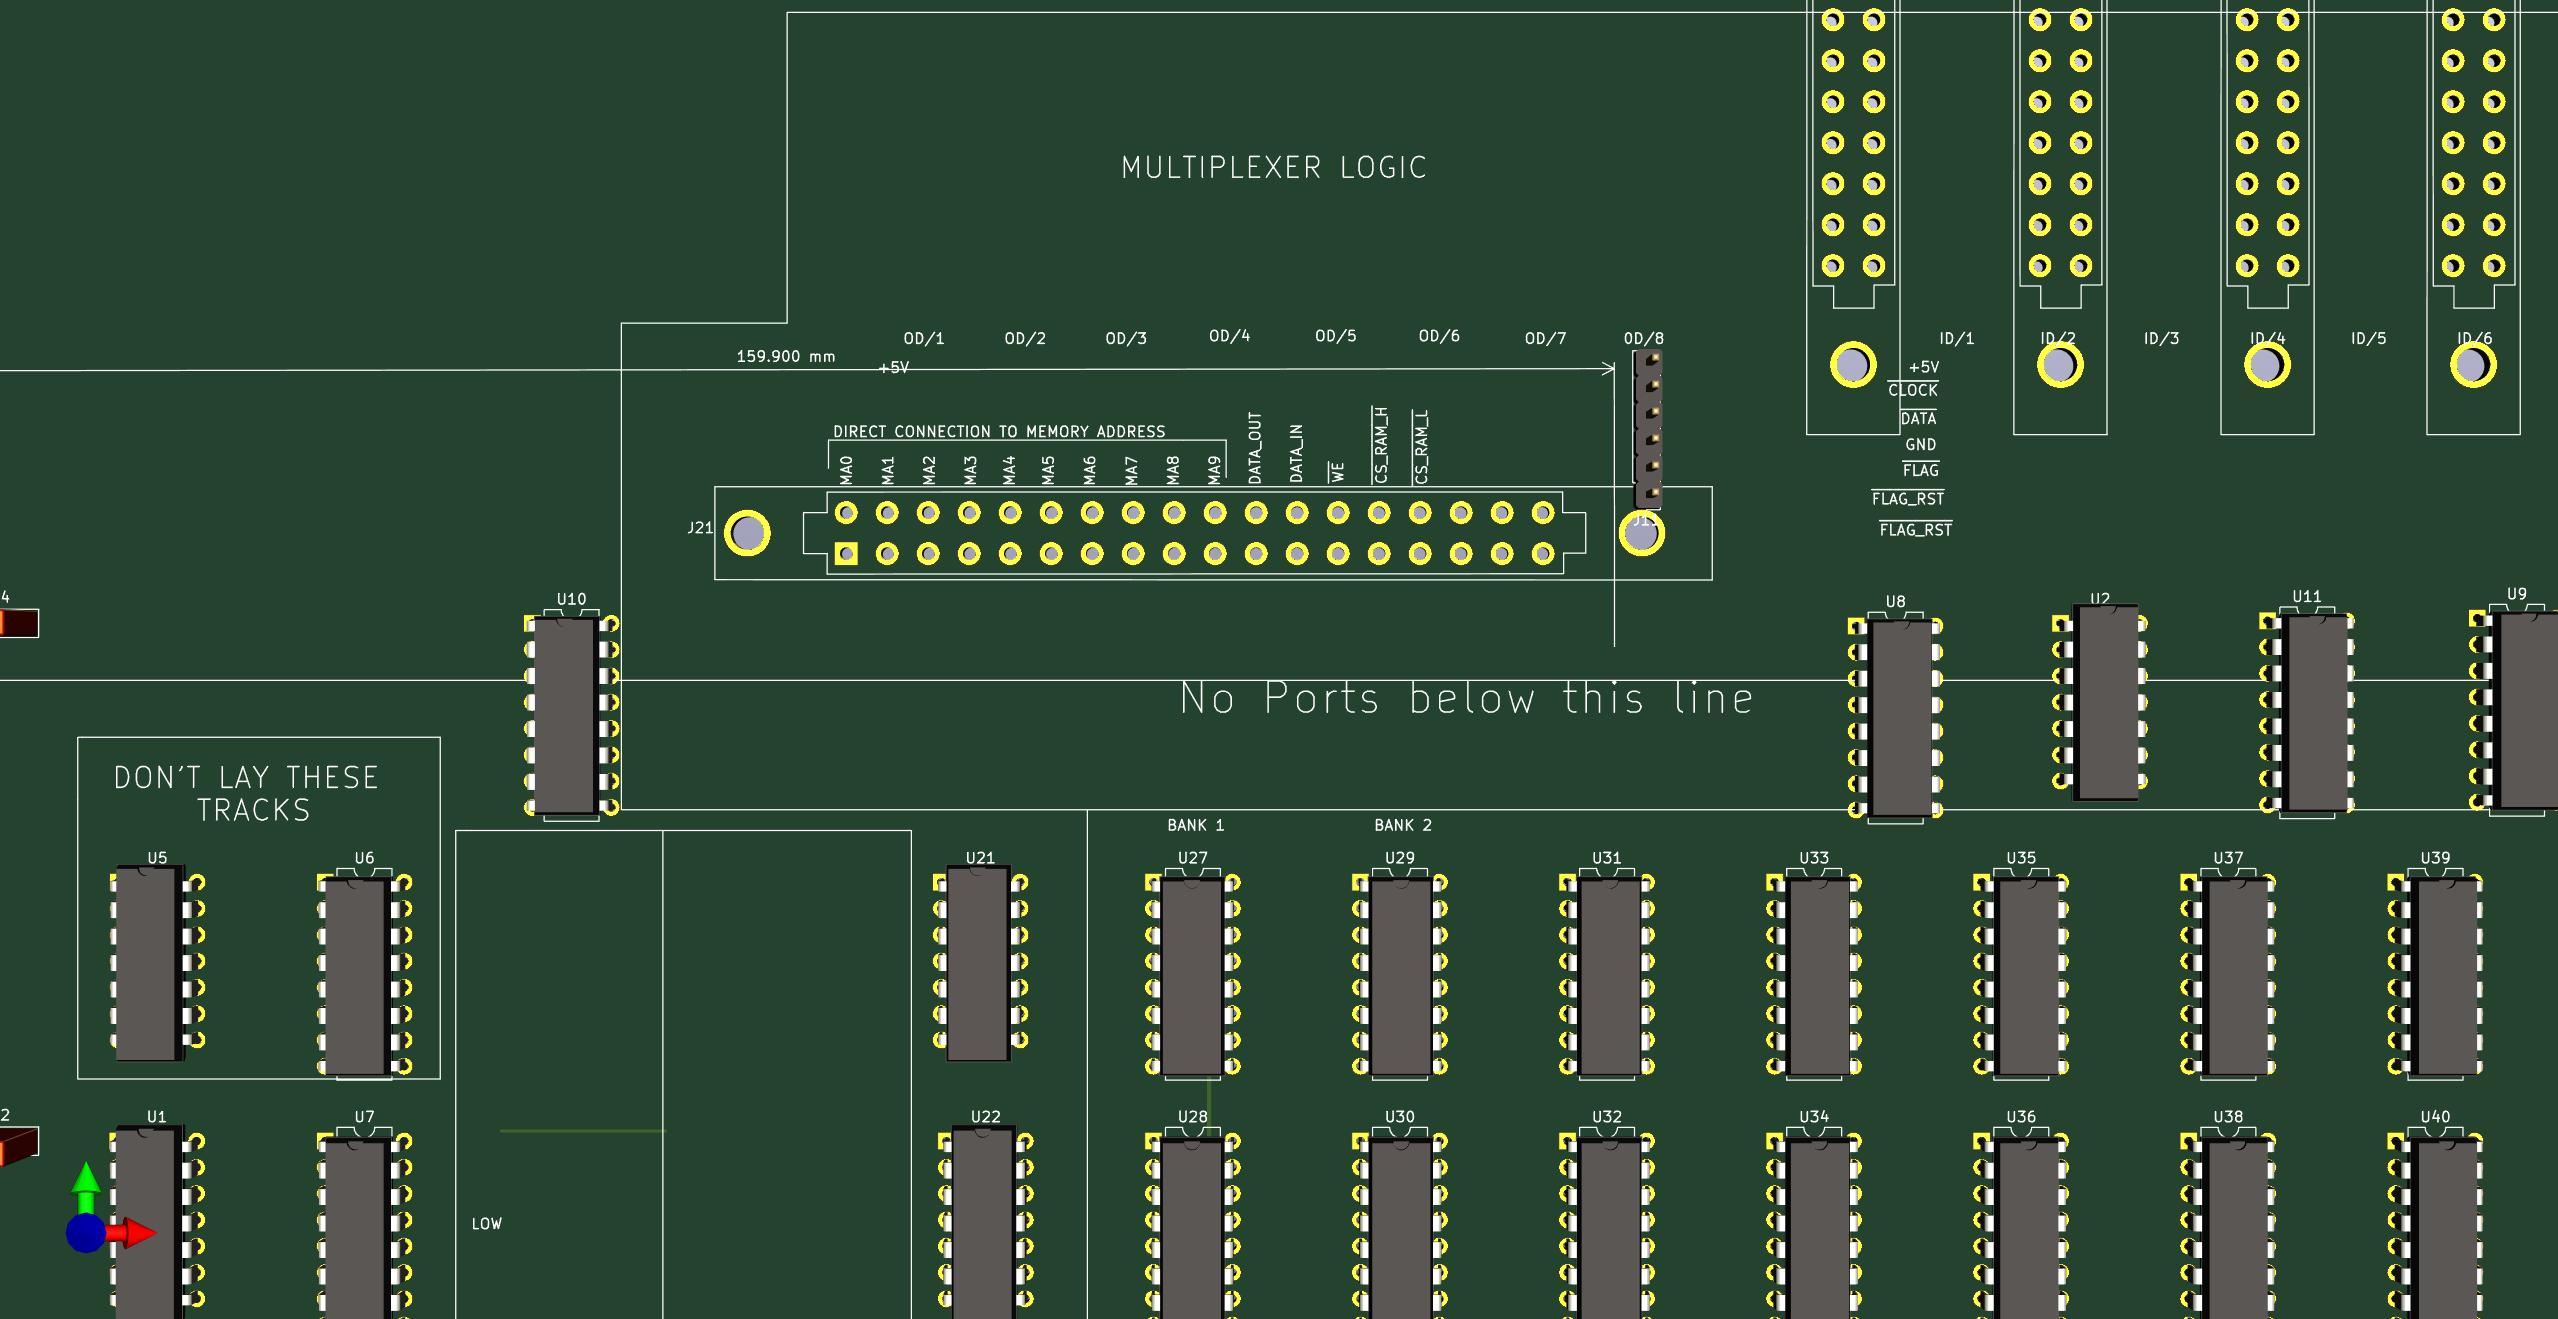 MULTIPLEXER LOGIC
OD/1 OD/2 OD/3 OD/4 OD/5 OD/6 OD/7 OD/8 ID/1 ID/2 ID/3 ID/4 ID/5 ID/6
159.900 mm
+5V
+5V
CLOCK
DATA
GND
FLAG
FLAG_RST
FLAG_RST
DIRECT CONNECTION TO MEMORY ADDRESS
MA0 MA1 MA2 MA3 MA4 MA5 MA6 MA7 MA8 MA9 DATA_OUT DATA_IN WE CS_RAM_H CS_RAM_L
J21
4
U10 U8 U2 U11 U9
No Ports below this line
DON'T LAY THESE
TRACKS
BANK 1 BANK 2
U5 U6 U21 U27 U29 U31 U33 U35 U37 U39
2 U1 U7 U22 U28 U30 U32 U34 U36 U38 U40
LOW